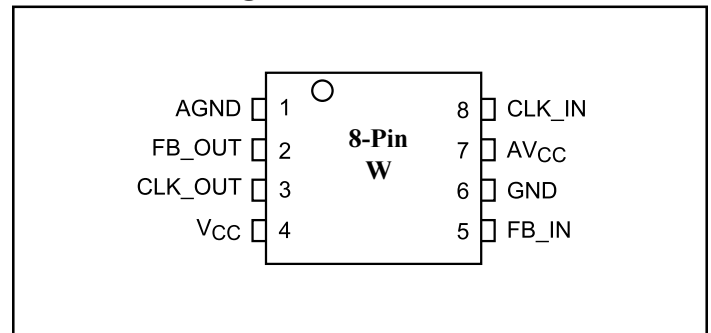 AGND 1
FB_OUT 2
CLK_OUT 3
VCC 4
8-Pin
W
8 CLK_IN
7 AVCC
6 GND
5 FB_IN